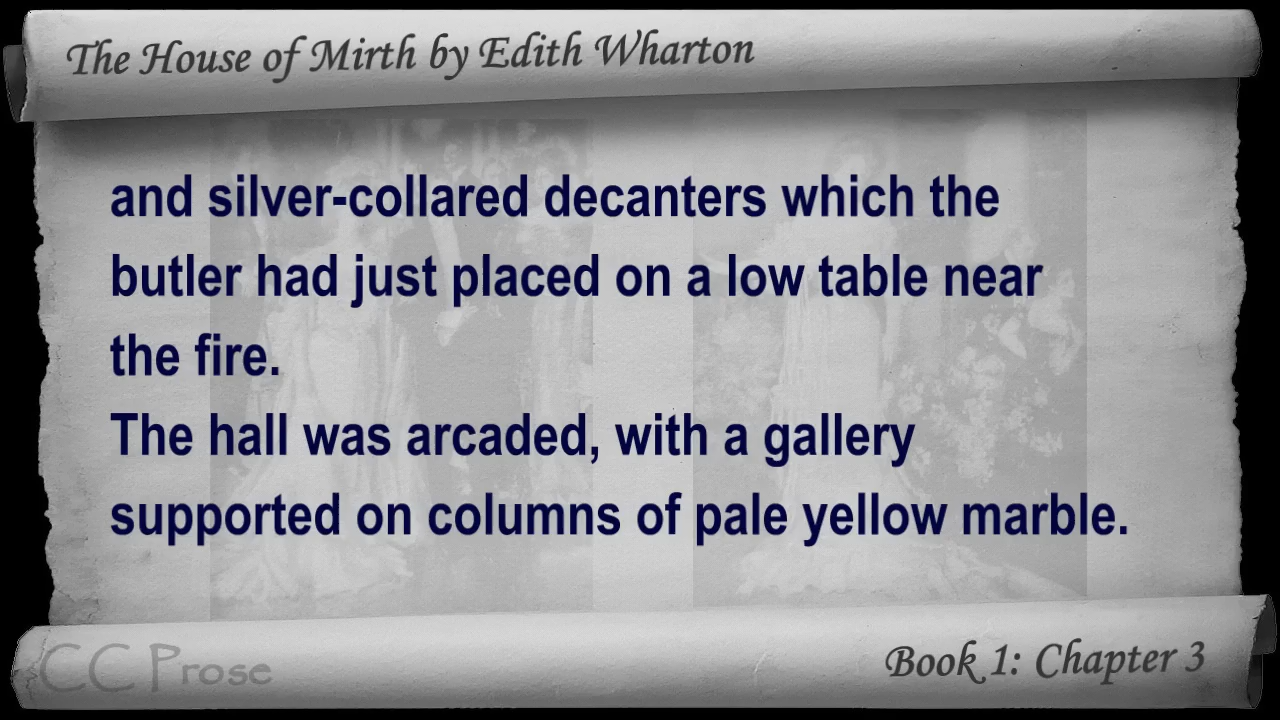 The House of Mirth by Edith Wharton
and silver-collared decanters which the
butler had just placed on a low table near
the fire.
The hall was arcaded, with a gallery
supported on columns of pale yellow marble.
CC Prose
Book 1: Chapter 3